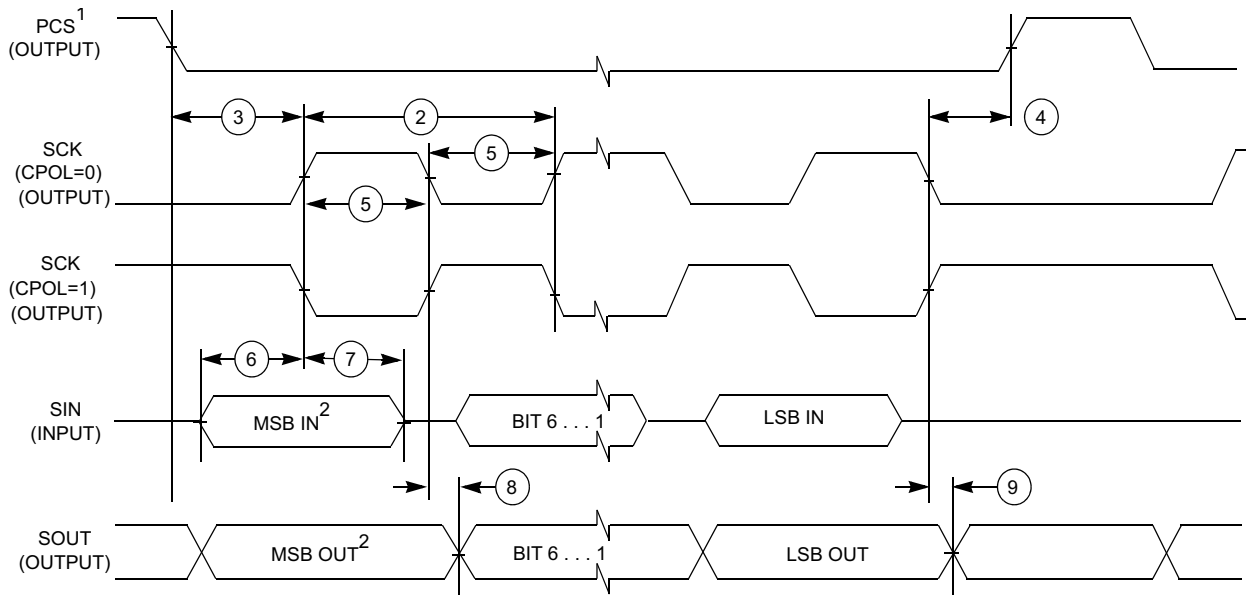 PCS1
(OUTPUT)
3
2
4
SCK
(CPOL=0)
(OUTPUT)
5
5
SCK
(CPOL=1)
(OUTPUT)
6
7
SIN
(INPUT)
MSB IN2
BIT 6 . . . 1
LSB IN
8
9
SOUT
(OUTPUT)
MSB OUT2
BIT 6 . . . 1
LSB OUT